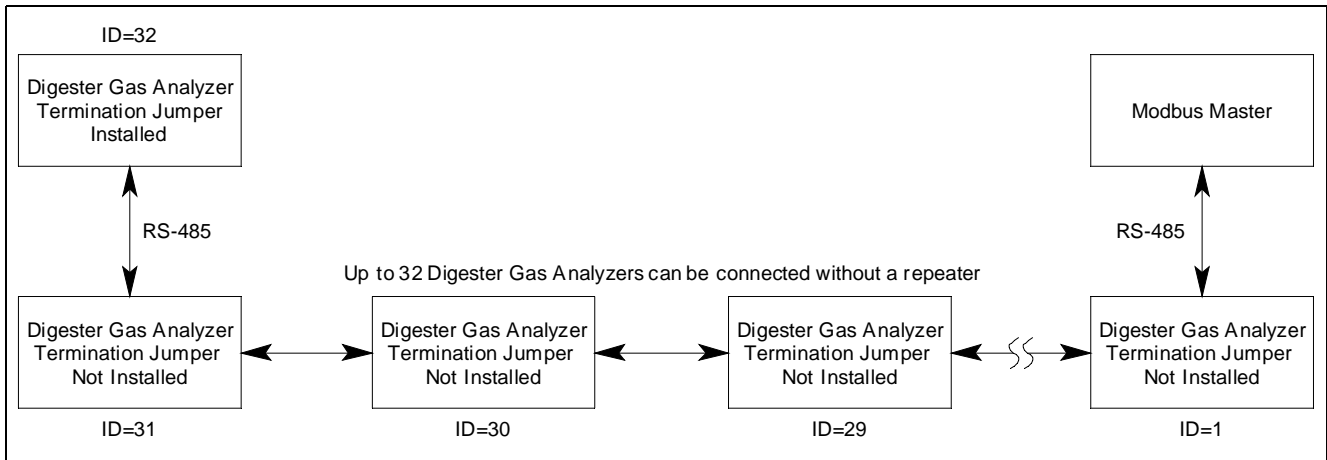 ID=32
Digester Gas Analyzer
Termination Jumper
Installed
Modbus Master
RS-485
RS-485
Up to 32 Digester Gas Analyzers can be connected without a repeater
Digester Gas Analyzer
Termination Jumper
Not Installed
Digester Gas Analyzer
Termination Jumper
Not Installed
Digester Gas Analyzer
Termination Jumper
Not Installed
Digester Gas Analyzer
Termination Jumper
Not Installed
ID=31
ID=30
ID=29
ID=1